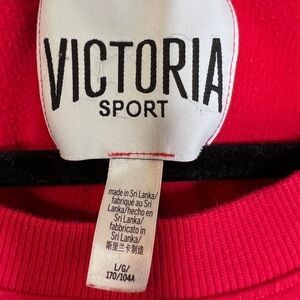 VICTORIA
SPORT
made in Sri Lanka/
fabriqué au Sri
Lanka/hecho en
Sri Lanka/
fabbricato in
Sri Lanka/
斯里兰卡制造
L/G/
170/104A